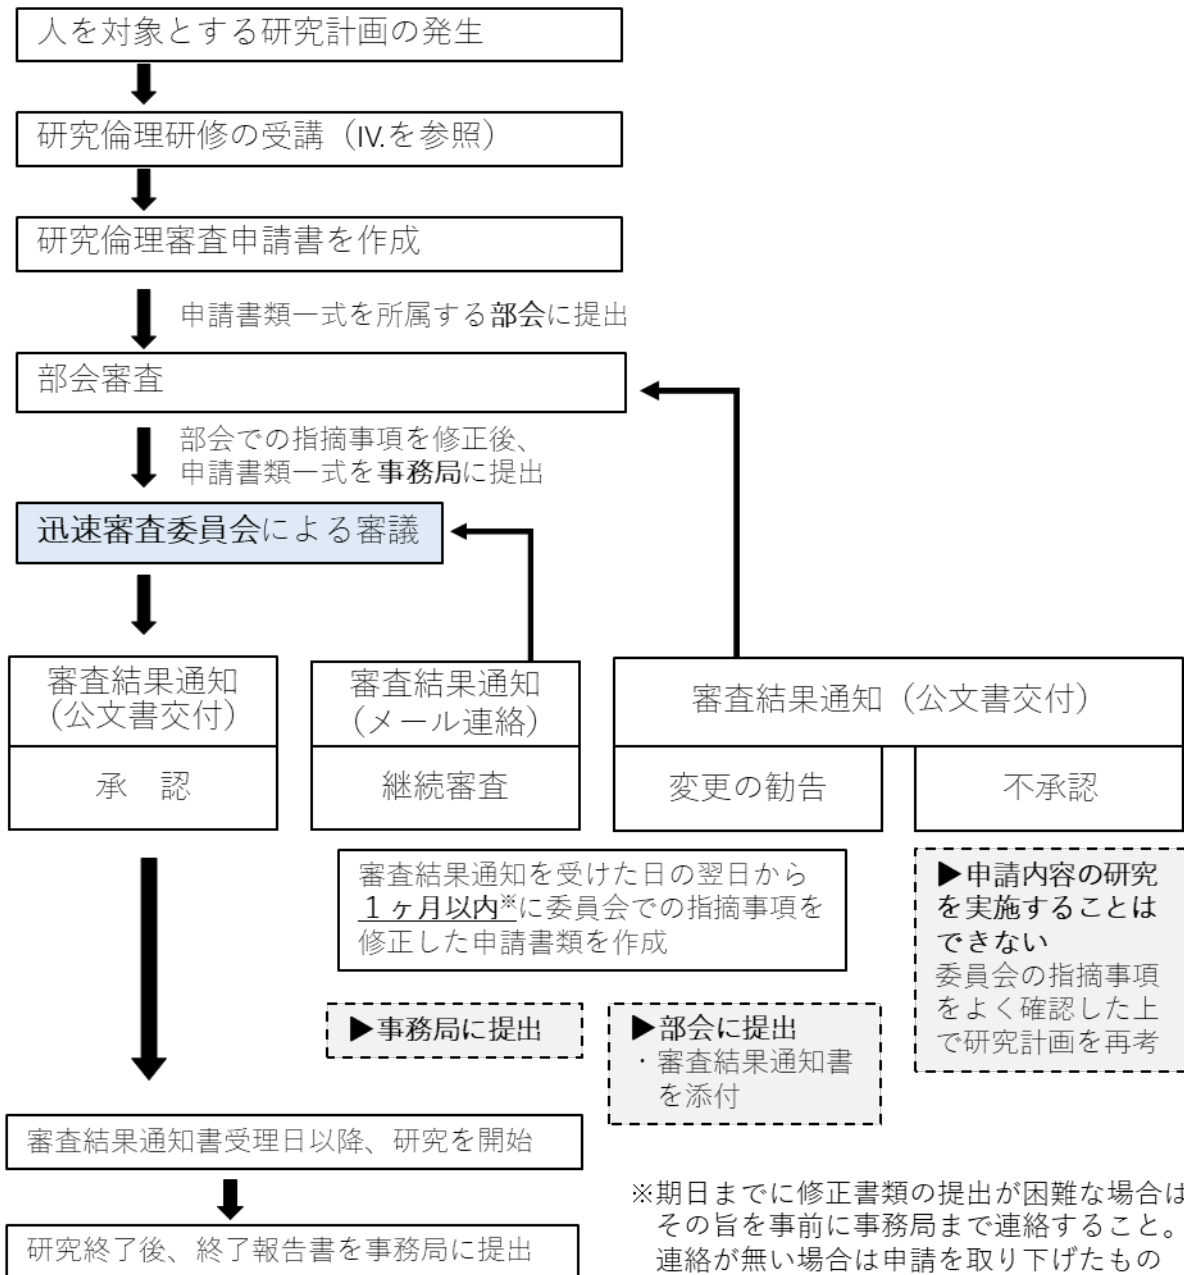 人を対象とする研究計画の発生
研究倫理研修の受講（Ⅳ.を参照）
研究倫理審査申請書を作成
申請書類一式を所属する部会に提出
部会審査
部会での指摘事項を修正後、
申請書類一式を事務局に提出
迅速審査委員会による審議
審査結果通知
（公文書交付）
承　認
審査結果通知
（メール連絡）
継続審査
審査結果通知（公文書交付）
変更の勧告
不承認
審査結果通知を受けた日の翌日から
１ヶ月以内※に委員会での指摘事項を
修正した申請書類を作成
▶事務局に提出
▶部会に提出
・審査結果通知書
を添付
▶申請内容の研究
を実施することは
できない
委員会の指摘事項
をよく確認した上
で研究計画を再考
審査結果通知書受理日以降、研究を開始
研究終了後、終了報告書を事務局に提出
※期日までに修正書類の提出が困難な場合は
その旨を事前に事務局まで連絡すること。
連絡が無い場合は申請を取り下げたもの